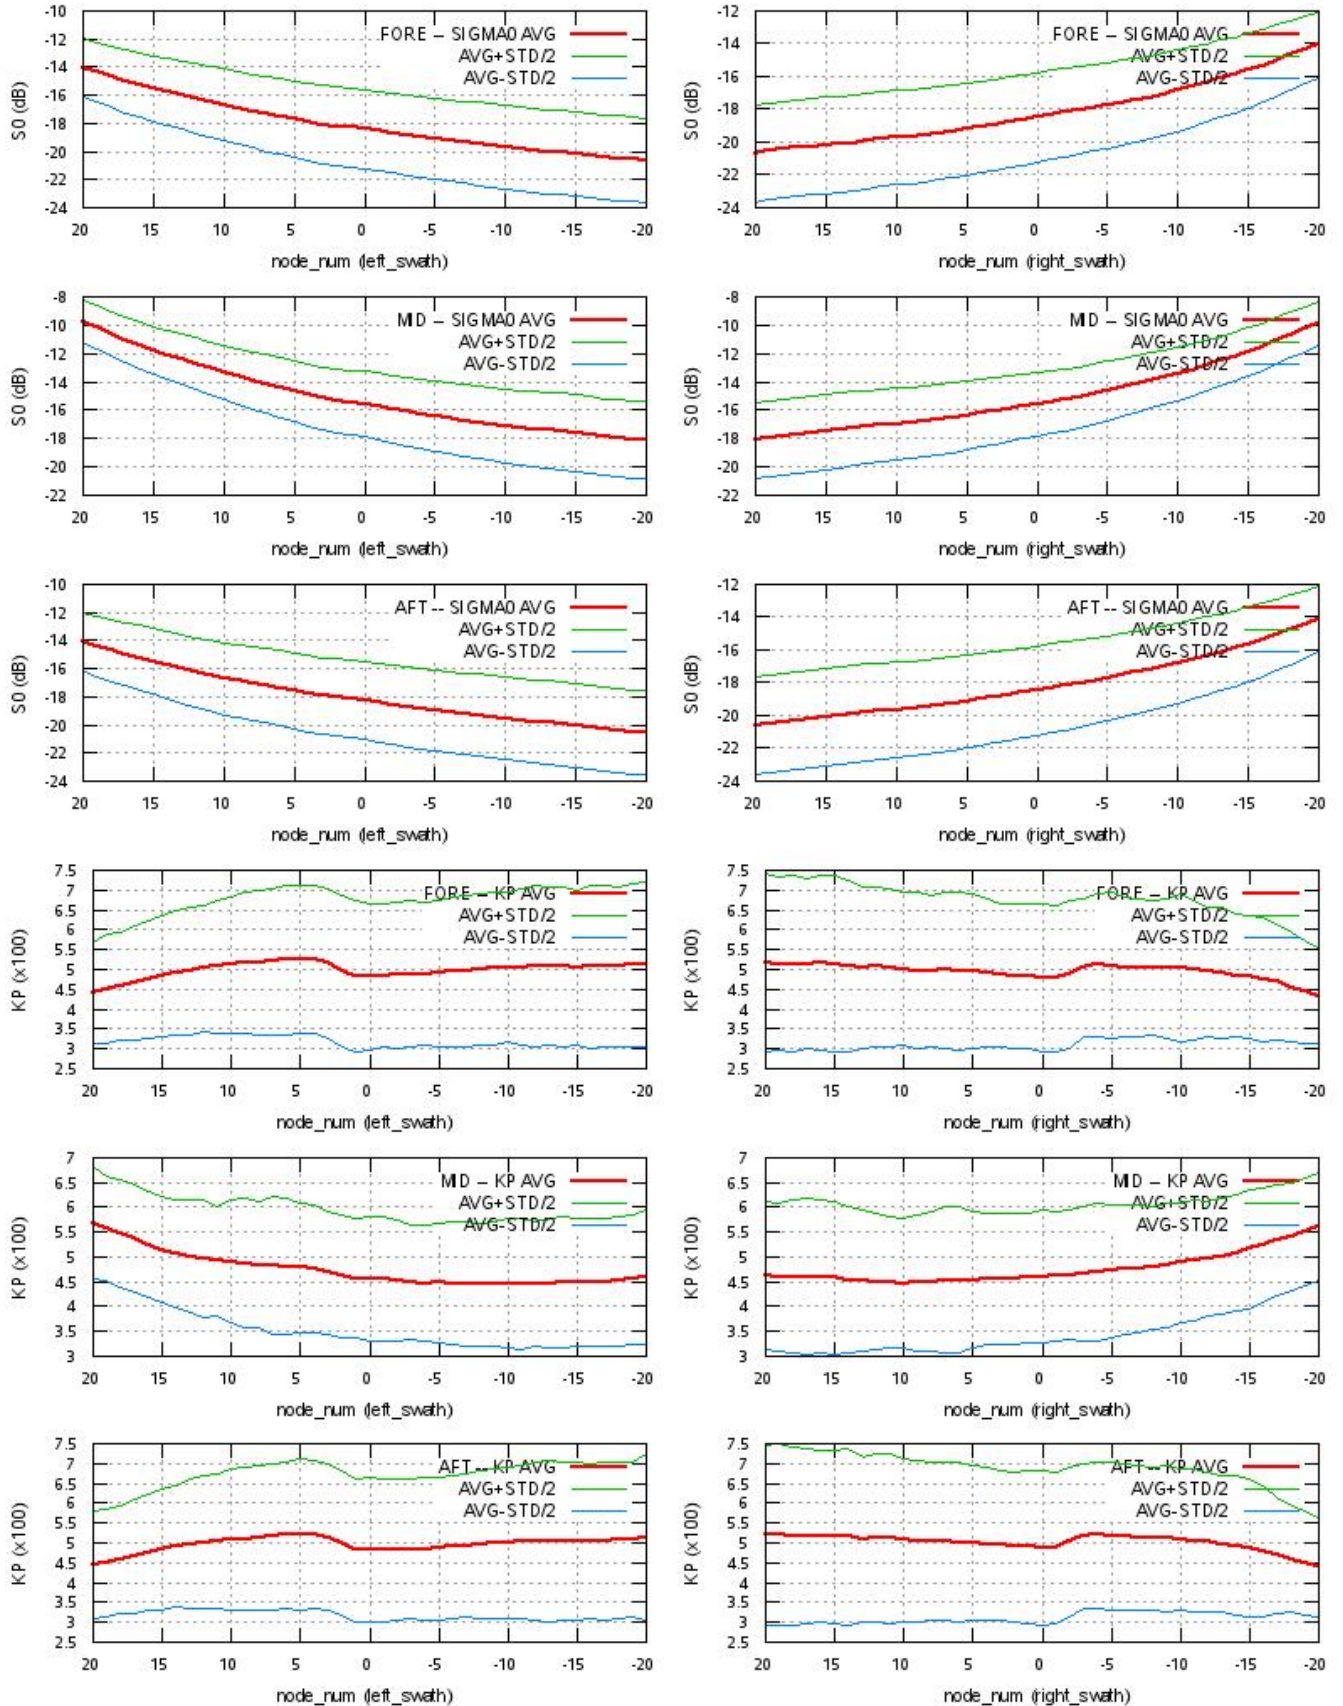 -10
-12
-14
-16
-18
-20
-22
-24
S0 (dB)
FORE -- SIGMA0 AVG
AVG+STD/2
AVG-STD/2
20 15 10 5 0 -5 -10 -15 -20
node_num (left_swath)
-12
-14
-16
-18
-20
-22
-24
S0 (dB)
FORE -- SIGMA0 AVG
AVG+STD/2
AVG-STD/2
20 15 10 5 0 -5 -10 -15 -20
node_num (right_swath)
-8
-10
-12
-14
-16
-18
-20
-22
S0 (dB)
MID -- SIGMA0 AVG
AVG+STD/2
AVG-STD/2
20 15 10 5 0 -5 -10 -15 -20
node_num (left_swath)
-8
-10
-12
-14
-16
-18
-20
-22
S0 (dB)
MID -- SIGMA0 AVG
AVG+STD/2
AVG-STD/2
20 15 10 5 0 -5 -10 -15 -20
node_num (right_swath)
-10
-12
-14
-16
-18
-20
-22
-24
S0 (dB)
AFT -- SIGMA0 AVG
AVG+STD/2
AVG-STD/2
20 15 10 5 0 -5 -10 -15 -20
node_num (left_swath)
-12
-14
-16
-18
-20
-22
-24
S0 (dB)
AFT -- SIGMA0 AVG
AVG+STD/2
AVG-STD/2
20 15 10 5 0 -5 -10 -15 -20
node_num (right_swath)
7.5
7
6.5
6
5.5
5
4.5
4
3.5
3
2.5
KP (x100)
FORE -- KP AVG
AVG+STD/2
AVG-STD/2
20 15 10 5 0 -5 -10 -15 -20
node_num (left_swath)
7.5
7
6.5
6
5.5
5
4.5
4
3.5
3
2.5
KP (x100)
FORE -- KP AVG
AVG+STD/2
AVG-STD/2
20 15 10 5 0 -5 -10 -15 -20
node_num (right_swath)
7
6.5
6
5.5
5
4.5
4
3.5
3
KP (x100)
MID -- KP AVG
AVG+STD/2
AVG-STD/2
20 15 10 5 0 -5 -10 -15 -20
node_num (left_swath)
7
6.5
6
5.5
5
4.5
4
3.5
3
KP (x100)
MID -- KP AVG
AVG+STD/2
AVG-STD/2
20 15 10 5 0 -5 -10 -15 -20
node_num (right_swath)
7.5
7
6.5
6
5.5
5
4.5
4
3.5
3
2.5
KP (x100)
AFT -- KP AVG
AVG+STD/2
AVG-STD/2
20 15 10 5 0 -5 -10 -15 -20
node_num (left_swath)
7.5
7
6.5
6
5.5
5
4.5
4
3.5
3
2.5
KP (x100)
AFT -- KP AVG
AVG+STD/2
AVG-STD/2
20 15 10 5 0 -5 -10 -15 -20
node_num (right_swath)